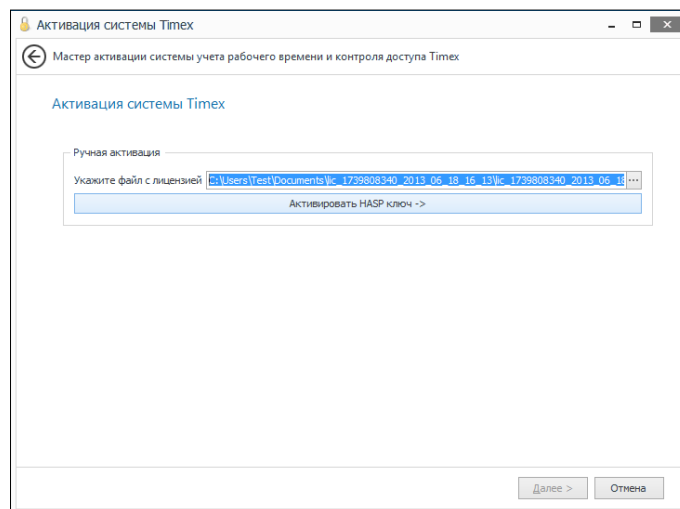 Активация системы Timex
Мастер активации системы учета рабочего времени и контроля доступа Timex
Активация системы Timex
Ручная активация
Укажите файл с лицензией C:\Users\Test\Documents\lic_1739808340_2013_06_18_16_13\lic_1739808340_2013_06_18 ...
Активировать HASP ключ ->
Далее > Отмена